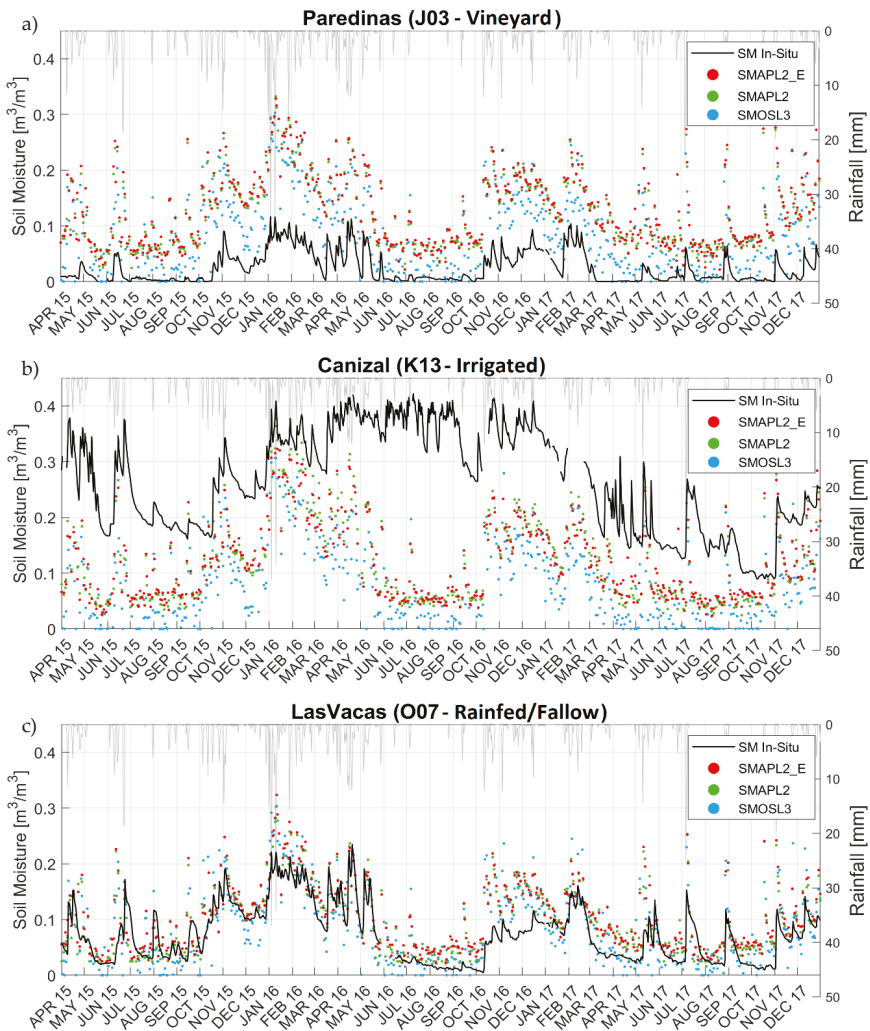 a)
Paredinas (J03 - Vineyard)
0.4
0.3
0.2
0.1
0
Soil Moisture [m³/m³]
0
10
20
30
40
50
Rainfall [mm]
SM In-Situ
SMAPL2_E
SMAPL2
SMOSL3
APR 15
MAY 15
JUN 15
JUL 15
AUG 15
SEP 15
OCT 15
NOV 15
DEC 15
JAN 16
FEB 16
MAR 16
APR 16
MAY 16
JUN 16
JUL 16
AUG 16
SEP 16
OCT 16
NOV 16
DEC 16
JAN 17
FEB 17
MAR 17
APR 17
MAY 17
JUN 17
JUL 17
AUG 17
SEP 17
OCT 17
NOV 17
DEC 17
b)
Canizal (K13 - Irrigated)
0.4
0.3
0.2
0.1
0
Soil Moisture [m³/m³]
0
10
20
30
40
50
Rainfall [mm]
SM In-Situ
SMAPL2_E
SMAPL2
SMOSL3
APR 15
MAY 15
JUN 15
JUL 15
AUG 15
SEP 15
OCT 15
NOV 15
DEC 15
JAN 16
FEB 16
MAR 16
APR 16
MAY 16
JUN 16
JUL 16
AUG 16
SEP 16
OCT 16
NOV 16
DEC 16
JAN 17
FEB 17
MAR 17
APR 17
MAY 17
JUN 17
JUL 17
AUG 17
SEP 17
OCT 17
NOV 17
DEC 17
c)
LasVacas (O07 - Rainfed/Fallow)
0.4
0.3
0.2
0.1
0
Soil Moisture [m³/m³]
0
10
20
30
40
50
Rainfall [mm]
SM In-Situ
SMAPL2_E
SMAPL2
SMOSL3
APR 15
MAY 15
JUN 15
JUL 15
AUG 15
SEP 15
OCT 15
NOV 15
DEC 15
JAN 16
FEB 16
MAR 16
APR 16
MAY 16
JUN 16
JUL 16
AUG 16
SEP 16
OCT 16
NOV 16
DEC 16
JAN 17
FEB 17
MAR 17
APR 17
MAY 17
JUN 17
JUL 17
AUG 17
SEP 17
OCT 17
NOV 17
DEC 17